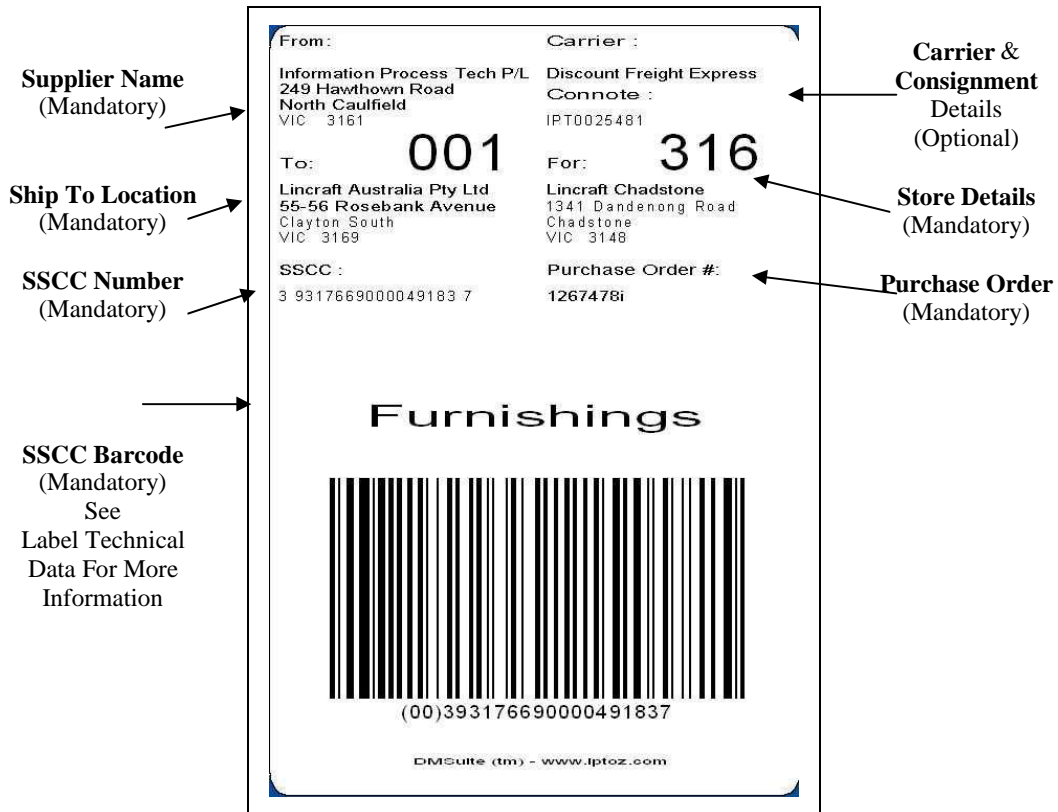 Supplier Name
(Mandatory)
Ship To Location
(Mandatory)
SSCC Number
(Mandatory)
SSCC Barcode
(Mandatory)
See
Label Technical
Data For More
Information
From:
Information Process Tech P/L
249 Hawthown Road
North Caulfield
VIC 3161
Carrier :
Discount Freight Express
Connote :
IPT0025481
To: 001
Lincraft Australia Pty Ltd
55-56 Rosebank Avenue
Clayton South
VIC 3169
For: 316
Lincraft Chadstone
1341 Dandenong Road
Chadstone
VIC 3148
SSCC :
3 9317669000049183 7
Purchase Order #:
1267478i
Furnishings
(00)393176690000491837
DMSuite (tm) - www.iptoz.com
Carrier &
Consignment
Details
(Optional)
Store Details
(Mandatory)
Purchase Order
(Mandatory)